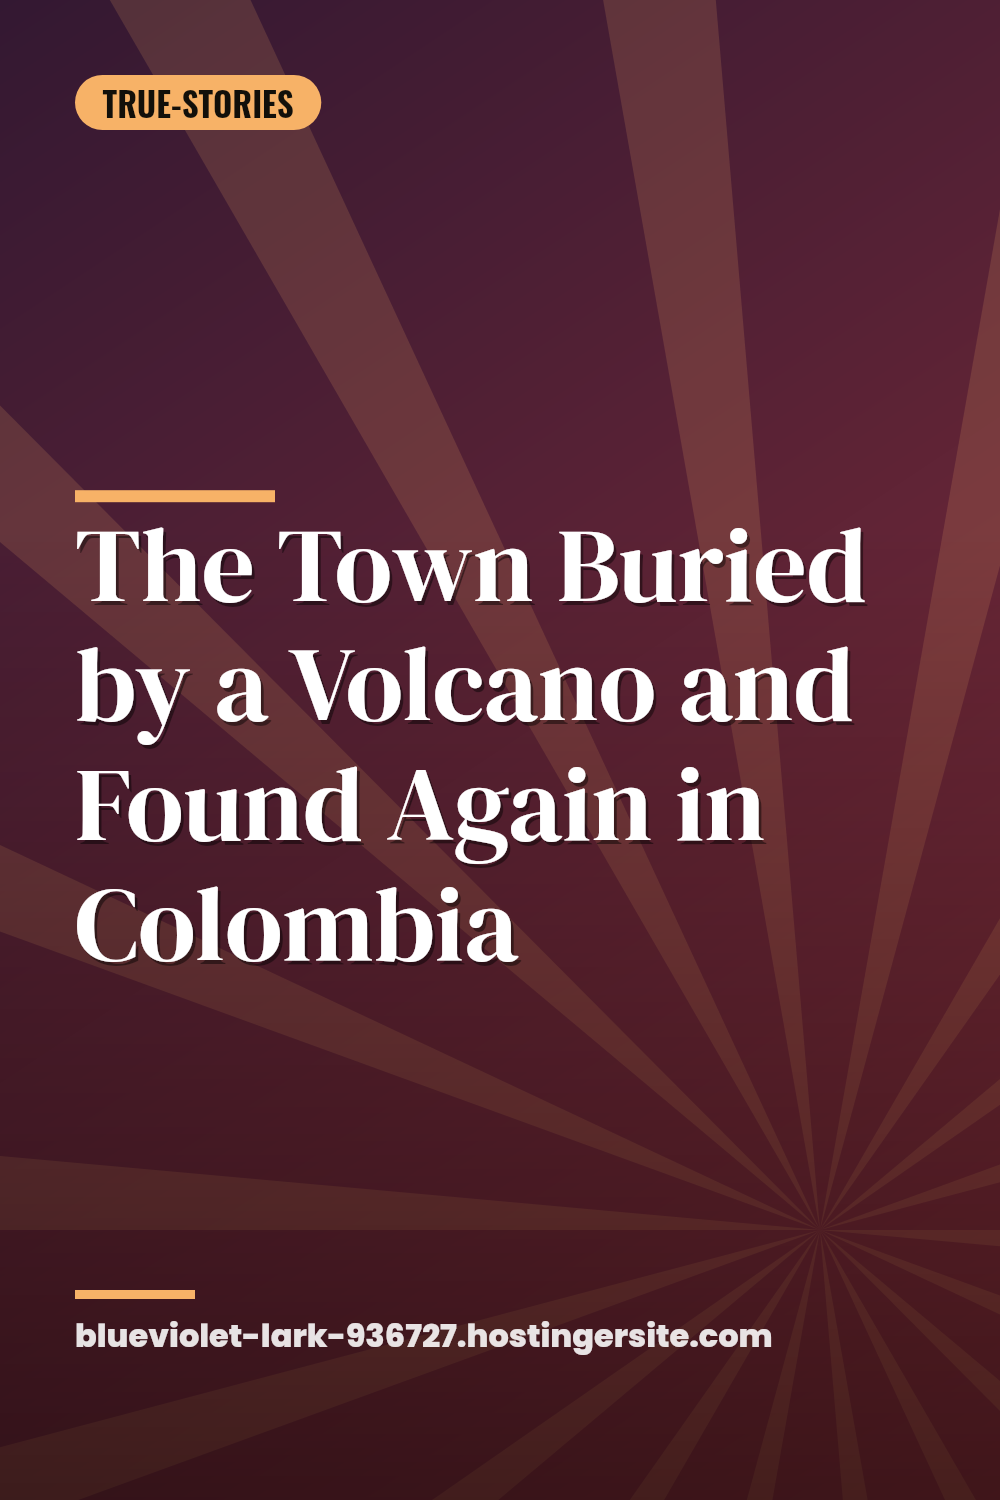 TRUE-STORIES
The Town Buried
by a Volcano and
Found Again in
Colombia
blueviolet-lark-936727.hostingersite.com